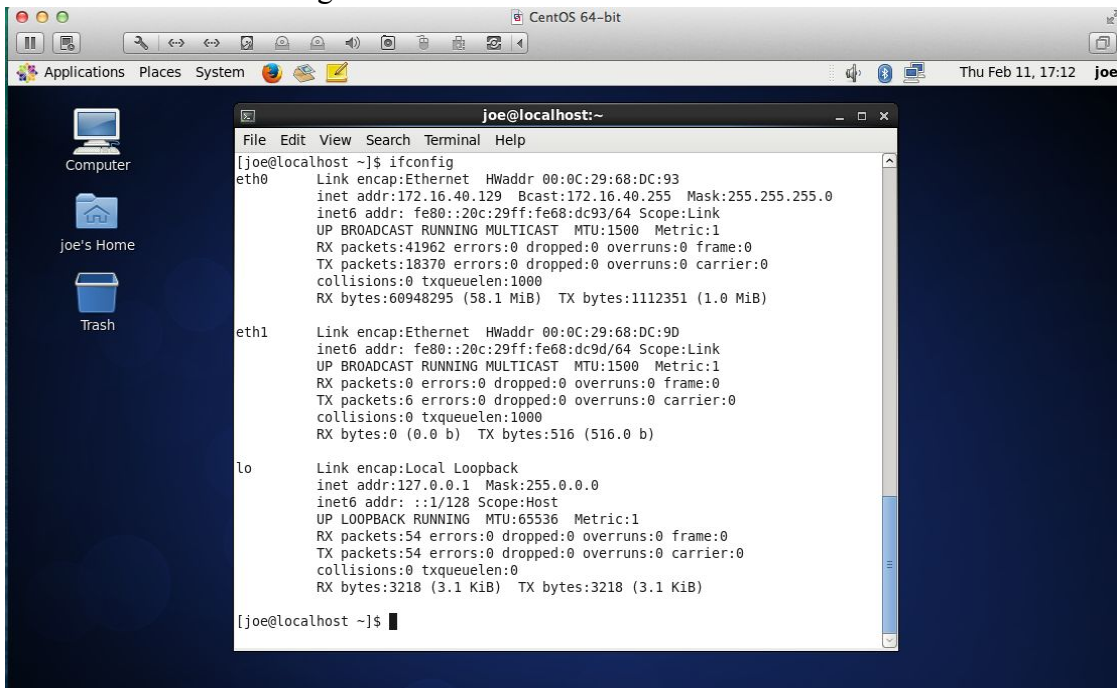 CentOS 64-bit
Applications Places System Thu Feb 11, 17:12 joe
Computer
joe's Home
Trash
joe@localhost:~
File Edit View Search Terminal Help
[joe@localhost ~]$ ifconfig
eth0 Link encap:Ethernet HWaddr 00:0C:29:68:DC:93
inet addr:172.16.40.129 Bcast:172.16.40.255 Mask:255.255.255.0
inet6 addr: fe80::20c:29ff:fe68:dc93/64 Scope:Link
UP BROADCAST RUNNING MULTICAST MTU:1500 Metric:1
RX packets:41962 errors:0 dropped:0 overruns:0 frame:0
TX packets:18370 errors:0 dropped:0 overruns:0 carrier:0
collisions:0 txqueuelen:1000
RX bytes:60948295 (58.1 MiB) TX bytes:1112351 (1.0 MiB)
eth1 Link encap:Ethernet HWaddr 00:0C:29:68:DC:9D
inet6 addr: fe80::20c:29ff:fe68:dc9d/64 Scope:Link
UP BROADCAST RUNNING MULTICAST MTU:1500 Metric:1
RX packets:0 errors:0 dropped:0 overruns:0 frame:0
TX packets:6 errors:0 dropped:0 overruns:0 carrier:0
collisions:0 txqueuelen:1000
RX bytes:0 (0.0 b) TX bytes:516 (516.0 b)
lo Link encap:Local Loopback
inet addr:127.0.0.1 Mask:255.0.0.0
inet6 addr: ::1/128 Scope:Host
UP LOOPBACK RUNNING MTU:65536 Metric:1
RX packets:54 errors:0 dropped:0 overruns:0 frame:0
TX packets:54 errors:0 dropped:0 overruns:0 carrier:0
collisions:0 txqueuelen:0
RX bytes:3218 (3.1 KiB) TX bytes:3218 (3.1 KiB)
[joe@localhost ~]$